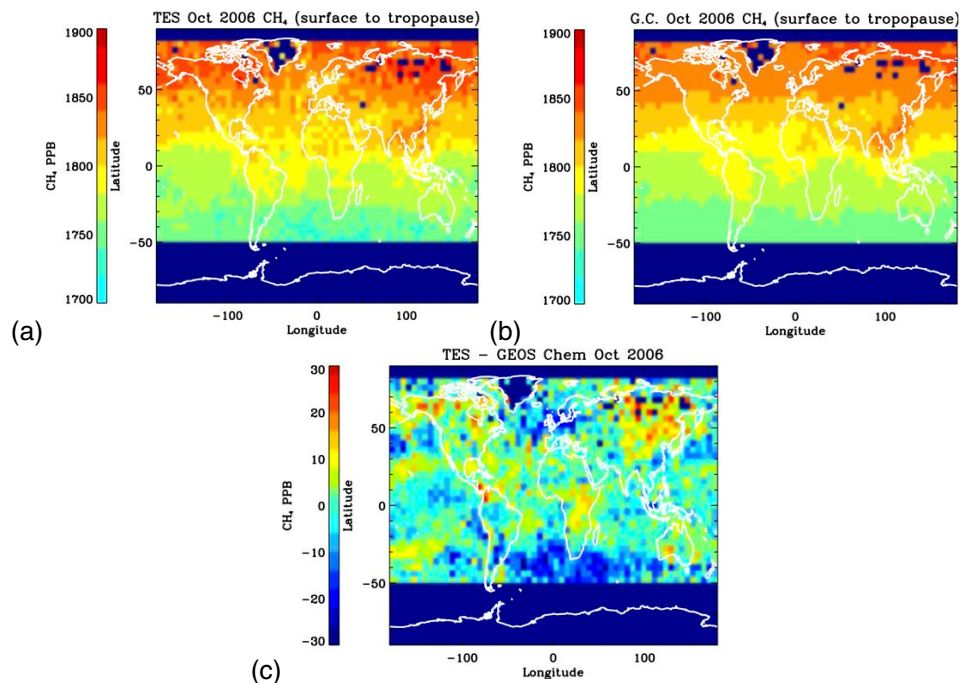 TES Oct 2006 CH₄ (surface to tropopause)
1900
1850
1800
1750
1700
CH₄ PPB
Latitude
50
0
-50
-100
0
100
Longitude
(a)
G.C. Oct 2006 CH₄ (surface to tropopause)
1900
1850
1800
1750
1700
CH₄ PPB
Latitude
50
0
-50
-100
0
100
Longitude
(b)
TES - GEOS Chem Oct 2006
30
20
10
0
-10
-20
-30
CH₄ PPB
Latitude
50
0
-50
-100
0
100
Longitude
(c)